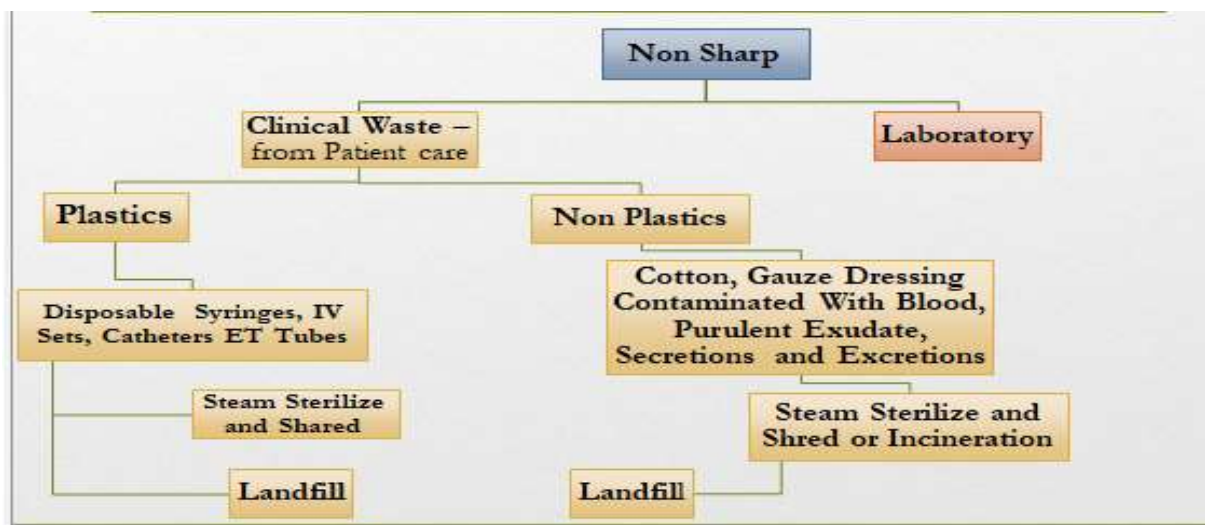 Non Sharp
Clinical Waste –
from Patient care
Laboratory
Plastics
Non Plastics
Disposable Syringes, IV
Sets, Catheters ET Tubes
Cotton, Gauze Dressing
Contaminated With Blood,
Purulent Exudate,
Secretions and Excretions
Steam Sterilize
and Shared
Steam Sterilize and
Shred or Incineration
Landfill
Landfill